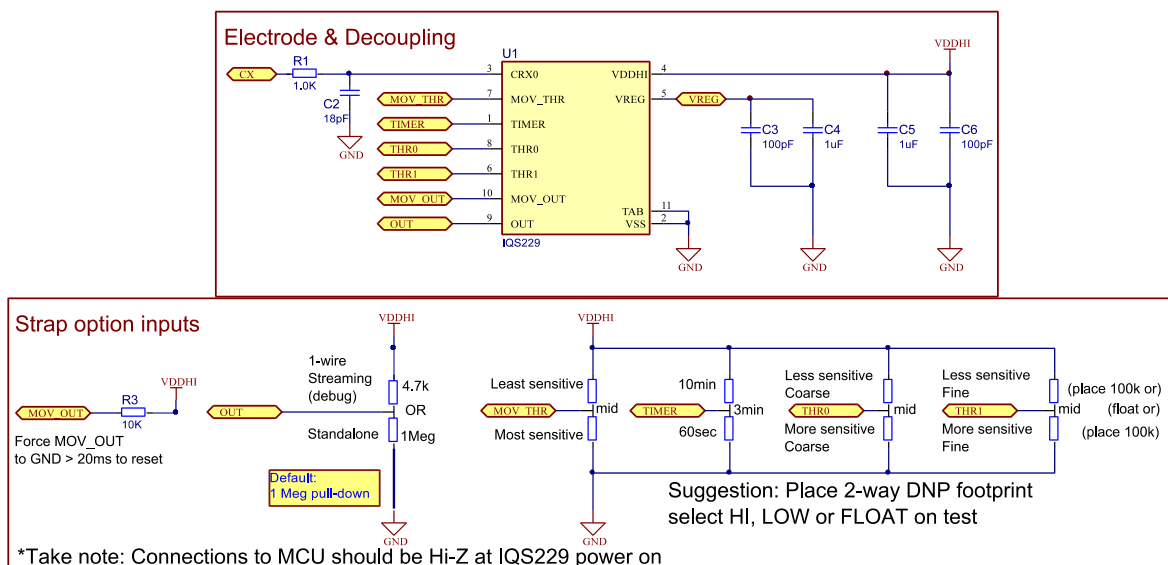 Electrode & Decoupling
U1
VDDHI
CX
R1
1.0K
C2
18pF
GND
3
CRX0
VDDHI
4
MOV_THR
7
MOV_THR
VREG
5
VREG
TIMER
1
TIMER
THR0
8
THR0
THR1
6
THR1
MOV_OUT
10
MOV_OUT
TAB
11
OUT
9
OUT
VSS
2
IQS229
GND
C3
100pF
C4
1uF
GND
C5
1uF
C6
100pF
GND
Strap option inputs
VDDHI
MOV_OUT
R3
10K
Force MOV_OUT
to GND > 20ms to reset
VDDHI
1-wire
Streaming
(debug)
4.7k
OUT
OR
Standalone
1Meg
Default:
1 Meg pull-down
GND
VDDHI
Least sensitive
MOV_THR
mid
Most sensitive
GND
10min
TIMER
3min
60sec
Less sensitive
Coarse
THR0
mid
More sensitive
Coarse
Less sensitive
Fine
THR1
mid
More sensitive
Fine
(place 100k or)
(float or)
(place 100k)
Suggestion: Place 2-way DNP footprint
select HI, LOW or FLOAT on test
*Take note: Connections to MCU should be Hi-Z at IQS229 power on